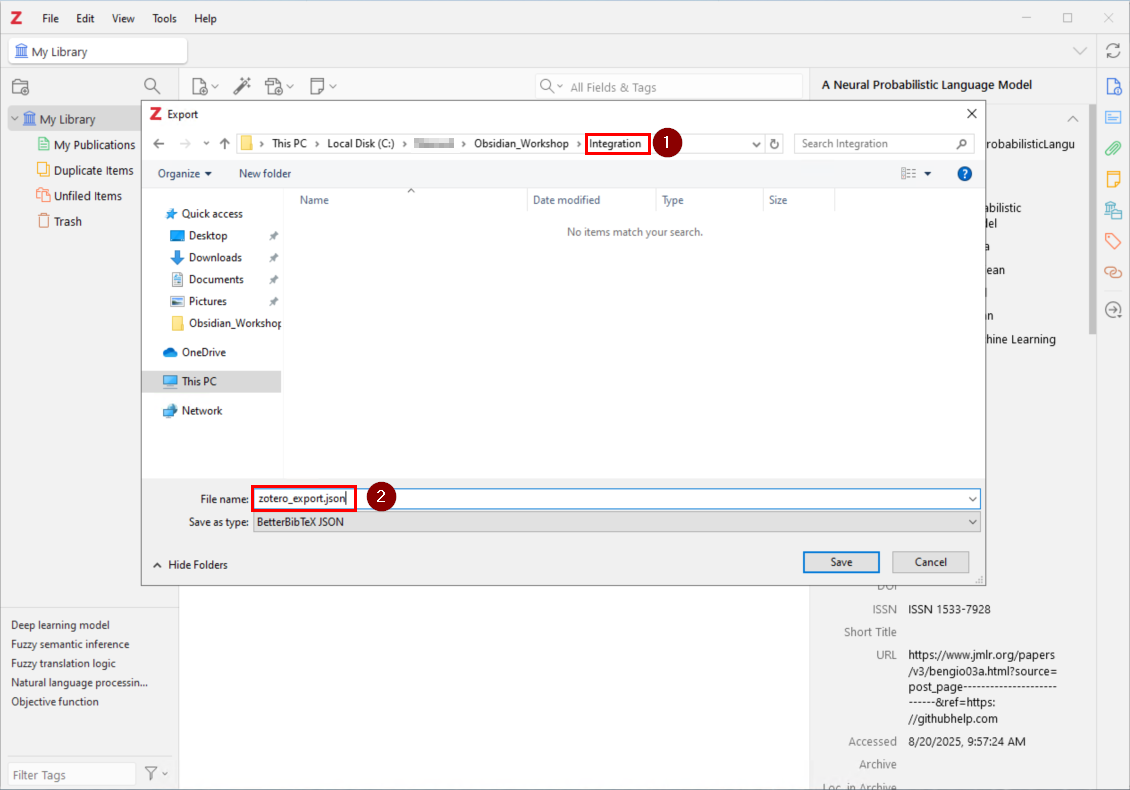 Z File Edit View Tools Help
My Library
All Fields & Tags
A Neural Probabilistic Language Model
My Library
My Publications
Duplicate Items
Unfiled Items
Trash
Z Export
This PC > Local Disk (C:) > > Obsidian_Workshop > Integration
1
Search Integration
Organize
New folder
?
Name
Date modified
Type
Size
No items match your search.
Quick access
Desktop
Downloads
Documents
Pictures
Obsidian_Workshop
OneDrive
This PC
Network
File name: zotero_export.json
2
Save as type: BetterBibTeX JSON
Hide Folders
Save
Cancel
robabilisticLangu
abilistic
del
a
ean
n
hine Learning
DOI
ISSN ISSN 1533-7928
Short Title
URL https://www.jmlr.org/papers
/v3/bengio03a.html?source=
post_page-----------------------
------&ref=https:
//githubhelp.com
Accessed 8/20/2025, 9:57:24 AM
Archive
Loc. in Archive
Deep learning model
Fuzzy semantic inference
Fuzzy translation logic
Natural language processin...
Objective function
Filter Tags